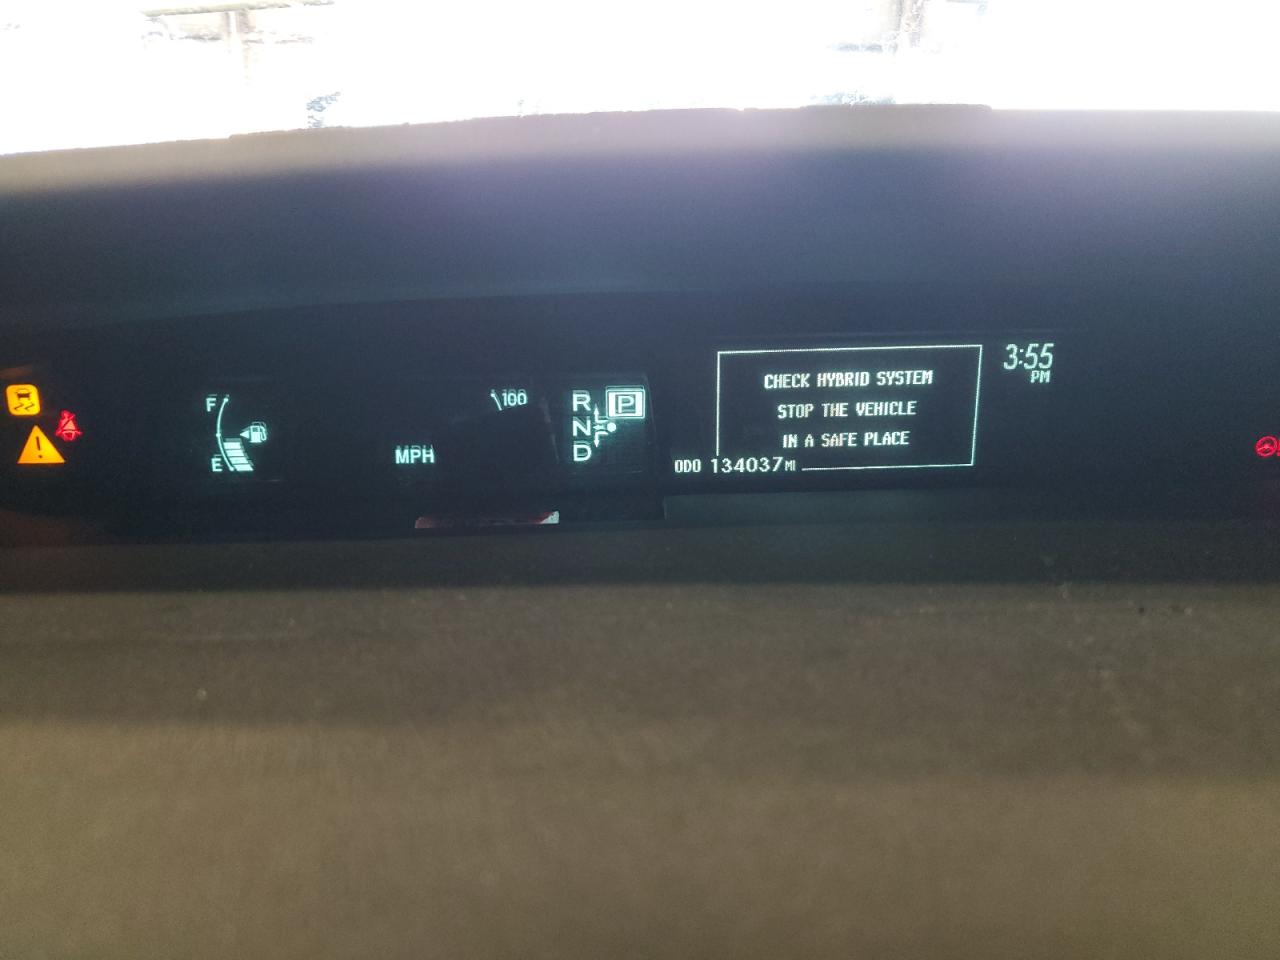 F
E
MPH
100
R
N
D
P
CHECK HYBRID SYSTEM
STOP THE VEHICLE
IN A SAFE PLACE
ODO 134037 MI
3:55
PM